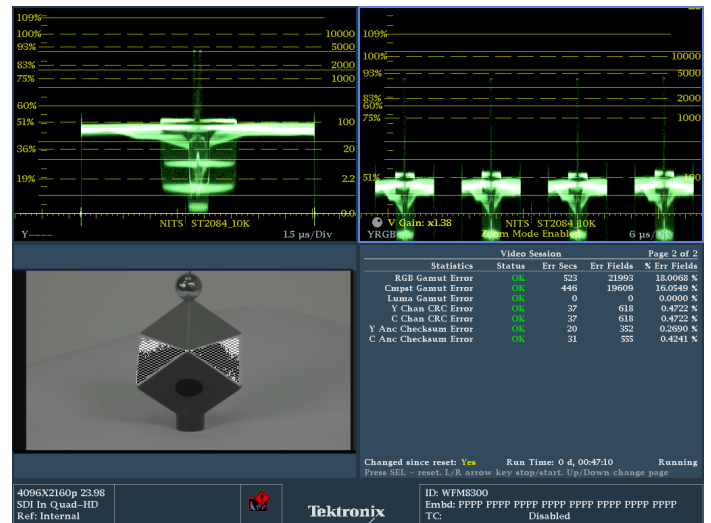 109%
100%
10000
93%
5000
83%
2000
75%
1000
60%
51%
100
36%
20
19%
2.2
0.0
NITS ST2084_10K
Y----
1.5 µs/Div
109%
100%
10000
93%
5000
83%
2000
60%
75%
1000
51%
100
V Gain: x1.38
NITS ST2084_10K
YRGB
Zoom Mode Enabled
6 µs/
Video Session Page 2 of 2
Statistics Status Err Secs Err Fields % Err Fields
RGB Gamut Error OK 523 21993 18.0068 %
Cmpst Gamut Error OK 446 19609 16.0549 %
Luma Gamut Error OK 0 0 0.0000 %
Y Chan CRC Error OK 37 618 0.4722 %
C Chan CRC Error OK 37 618 0.4722 %
Y Anc Checksum Error OK 20 352 0.2690 %
C Anc Checksum Error OK 31 555 0.4241 %
Changed since reset: Yes Run Time: 0 d, 00:47:10 Running
Press SEL - reset. L/R arrow key stop/start. Up/Down change page
4096X2160p 23.98
SDI In Quad-HD
Ref: Internal
Tektronix
ID: WFM8300
Embd: PPPP PPPP PPPP PPPP PPPP PPPP PPPP PPPP
TC: Disabled